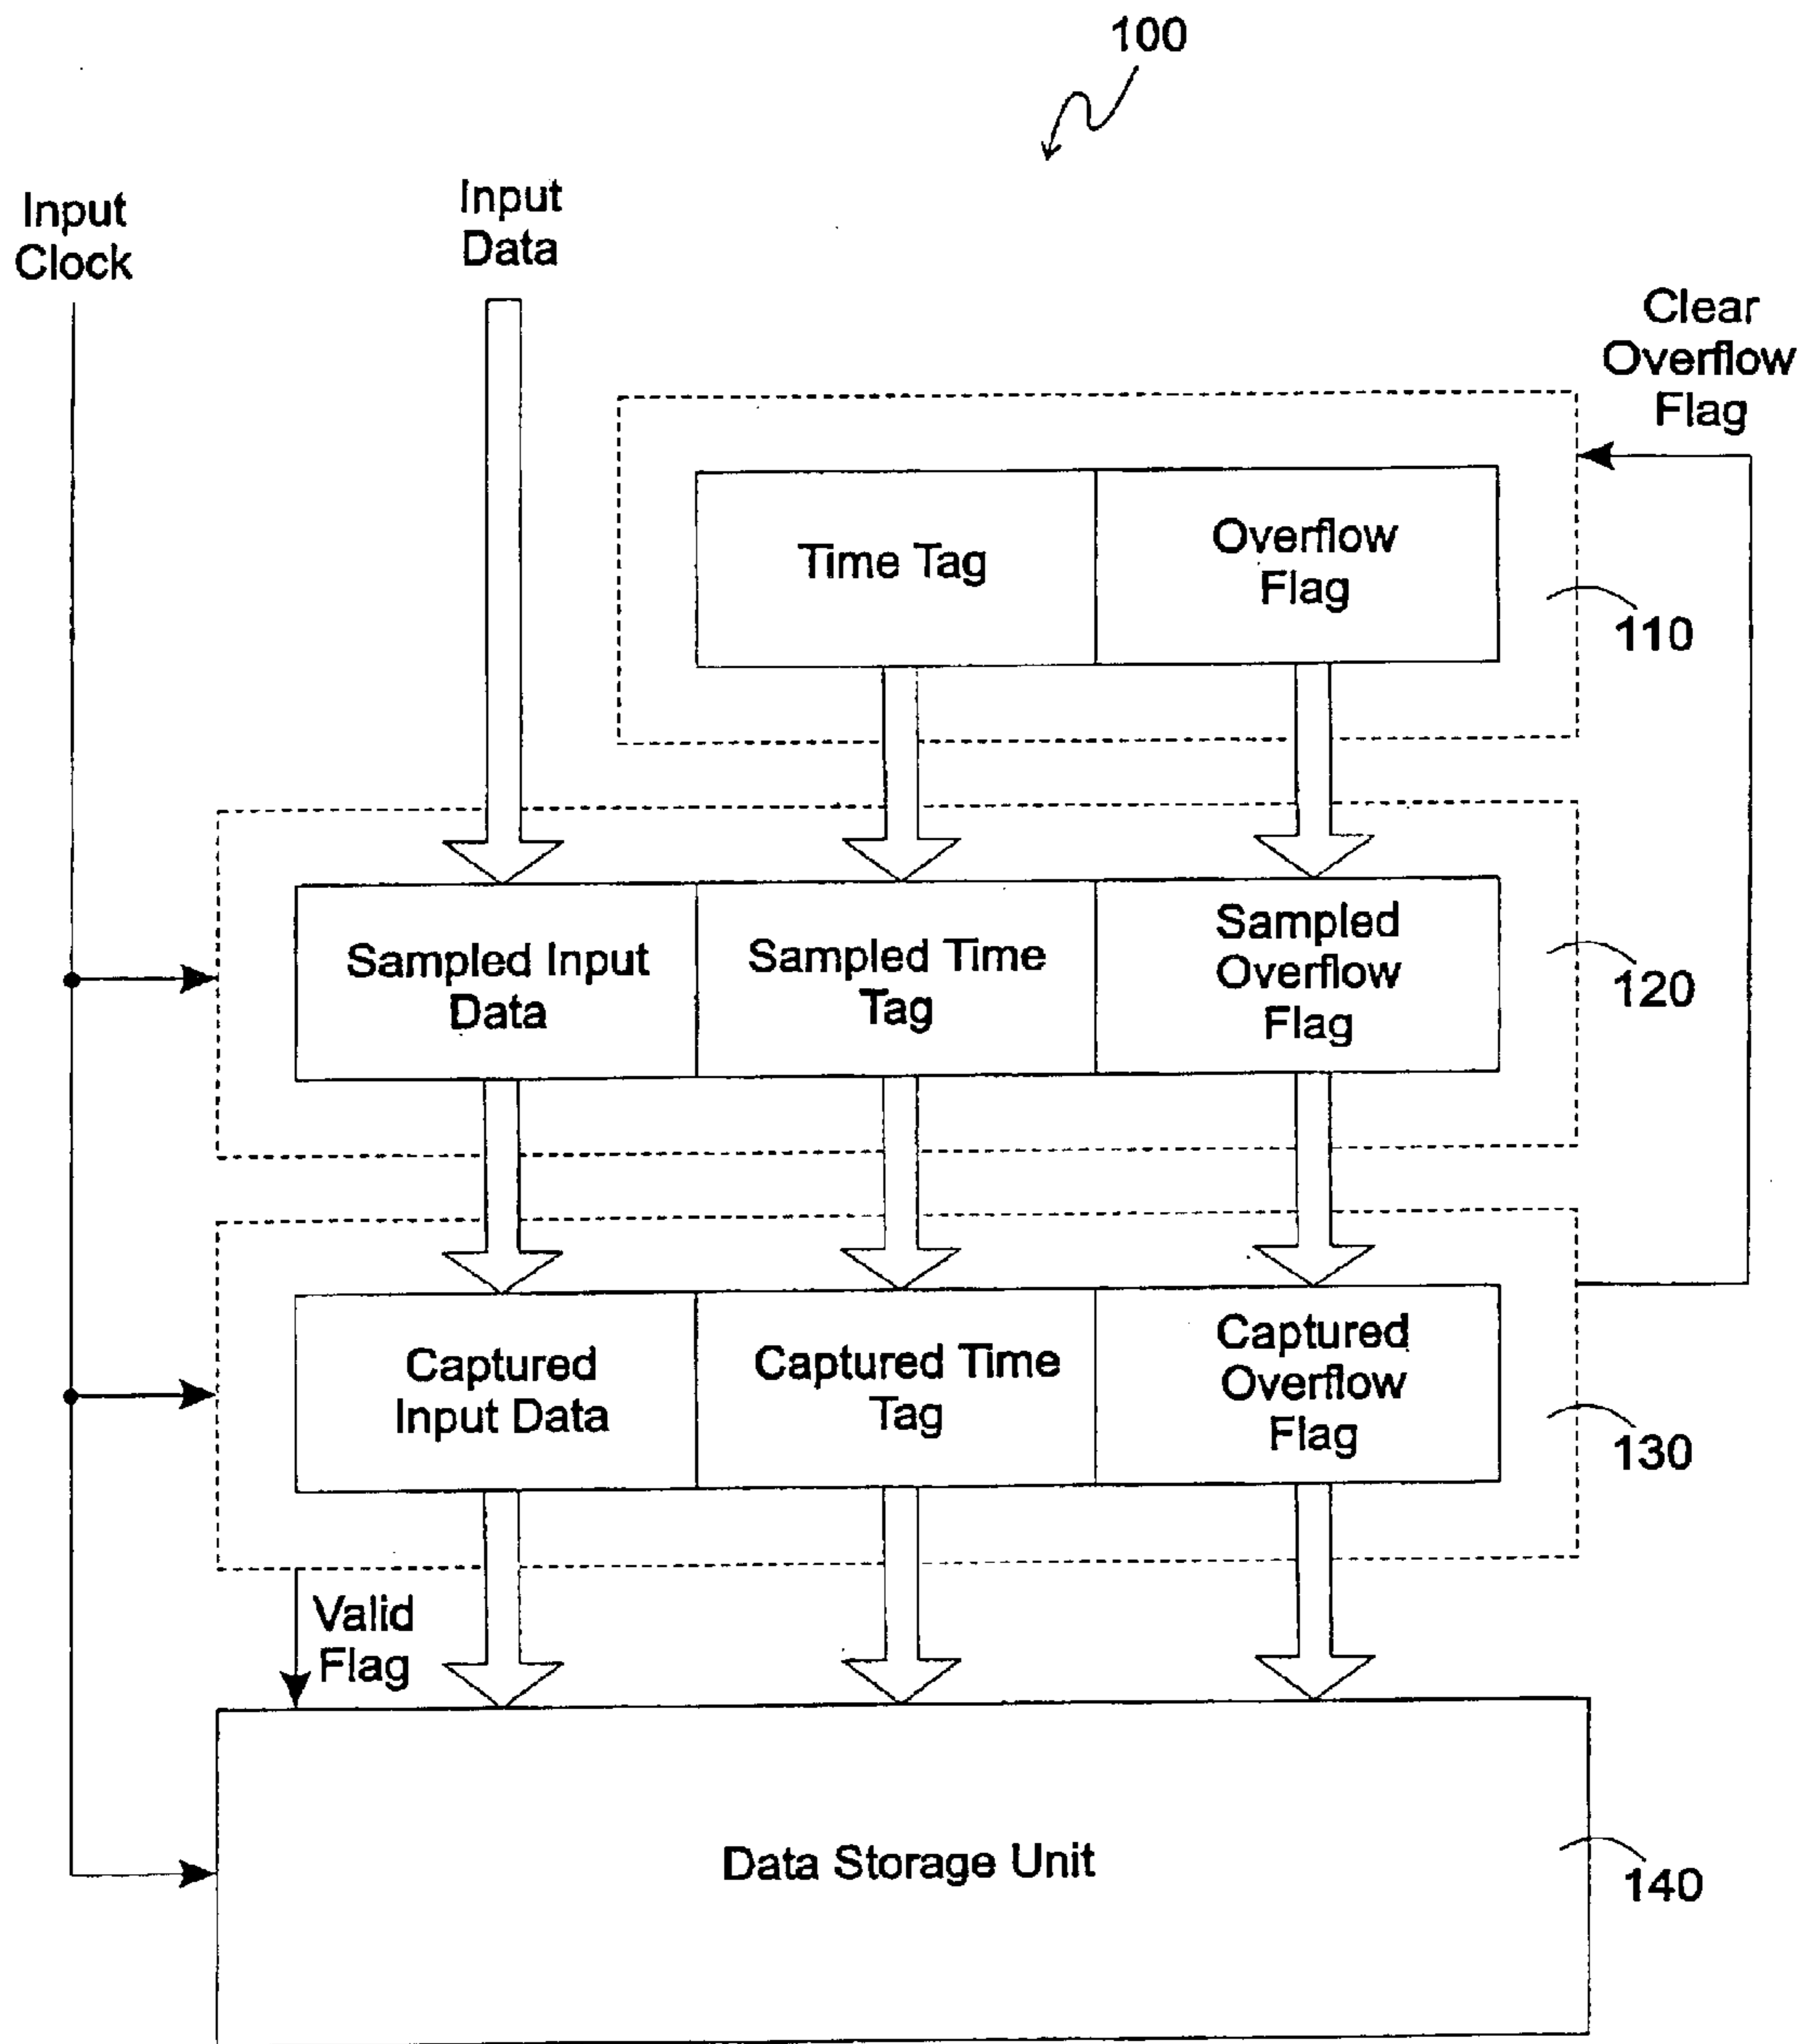 100
Input
Clock
Input
Data
Clear
Overflow
Flag
Time Tag
Overflow
Flag
110
Sampled Input
Data
Sampled Time
Tag
Sampled
Overflow
Flag
120
Captured
Input Data
Captured Time
Tag
Captured
Overflow
Flag
130
Valid
Flag
Data Storage Unit
140